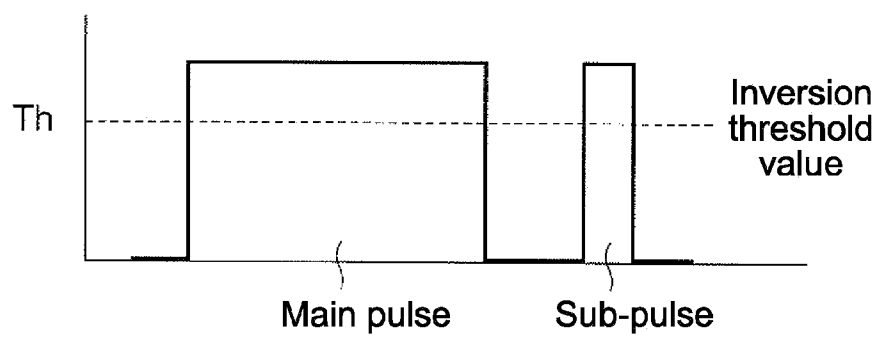 Th
Inversion
threshold
value
Main pulse
Sub-pulse